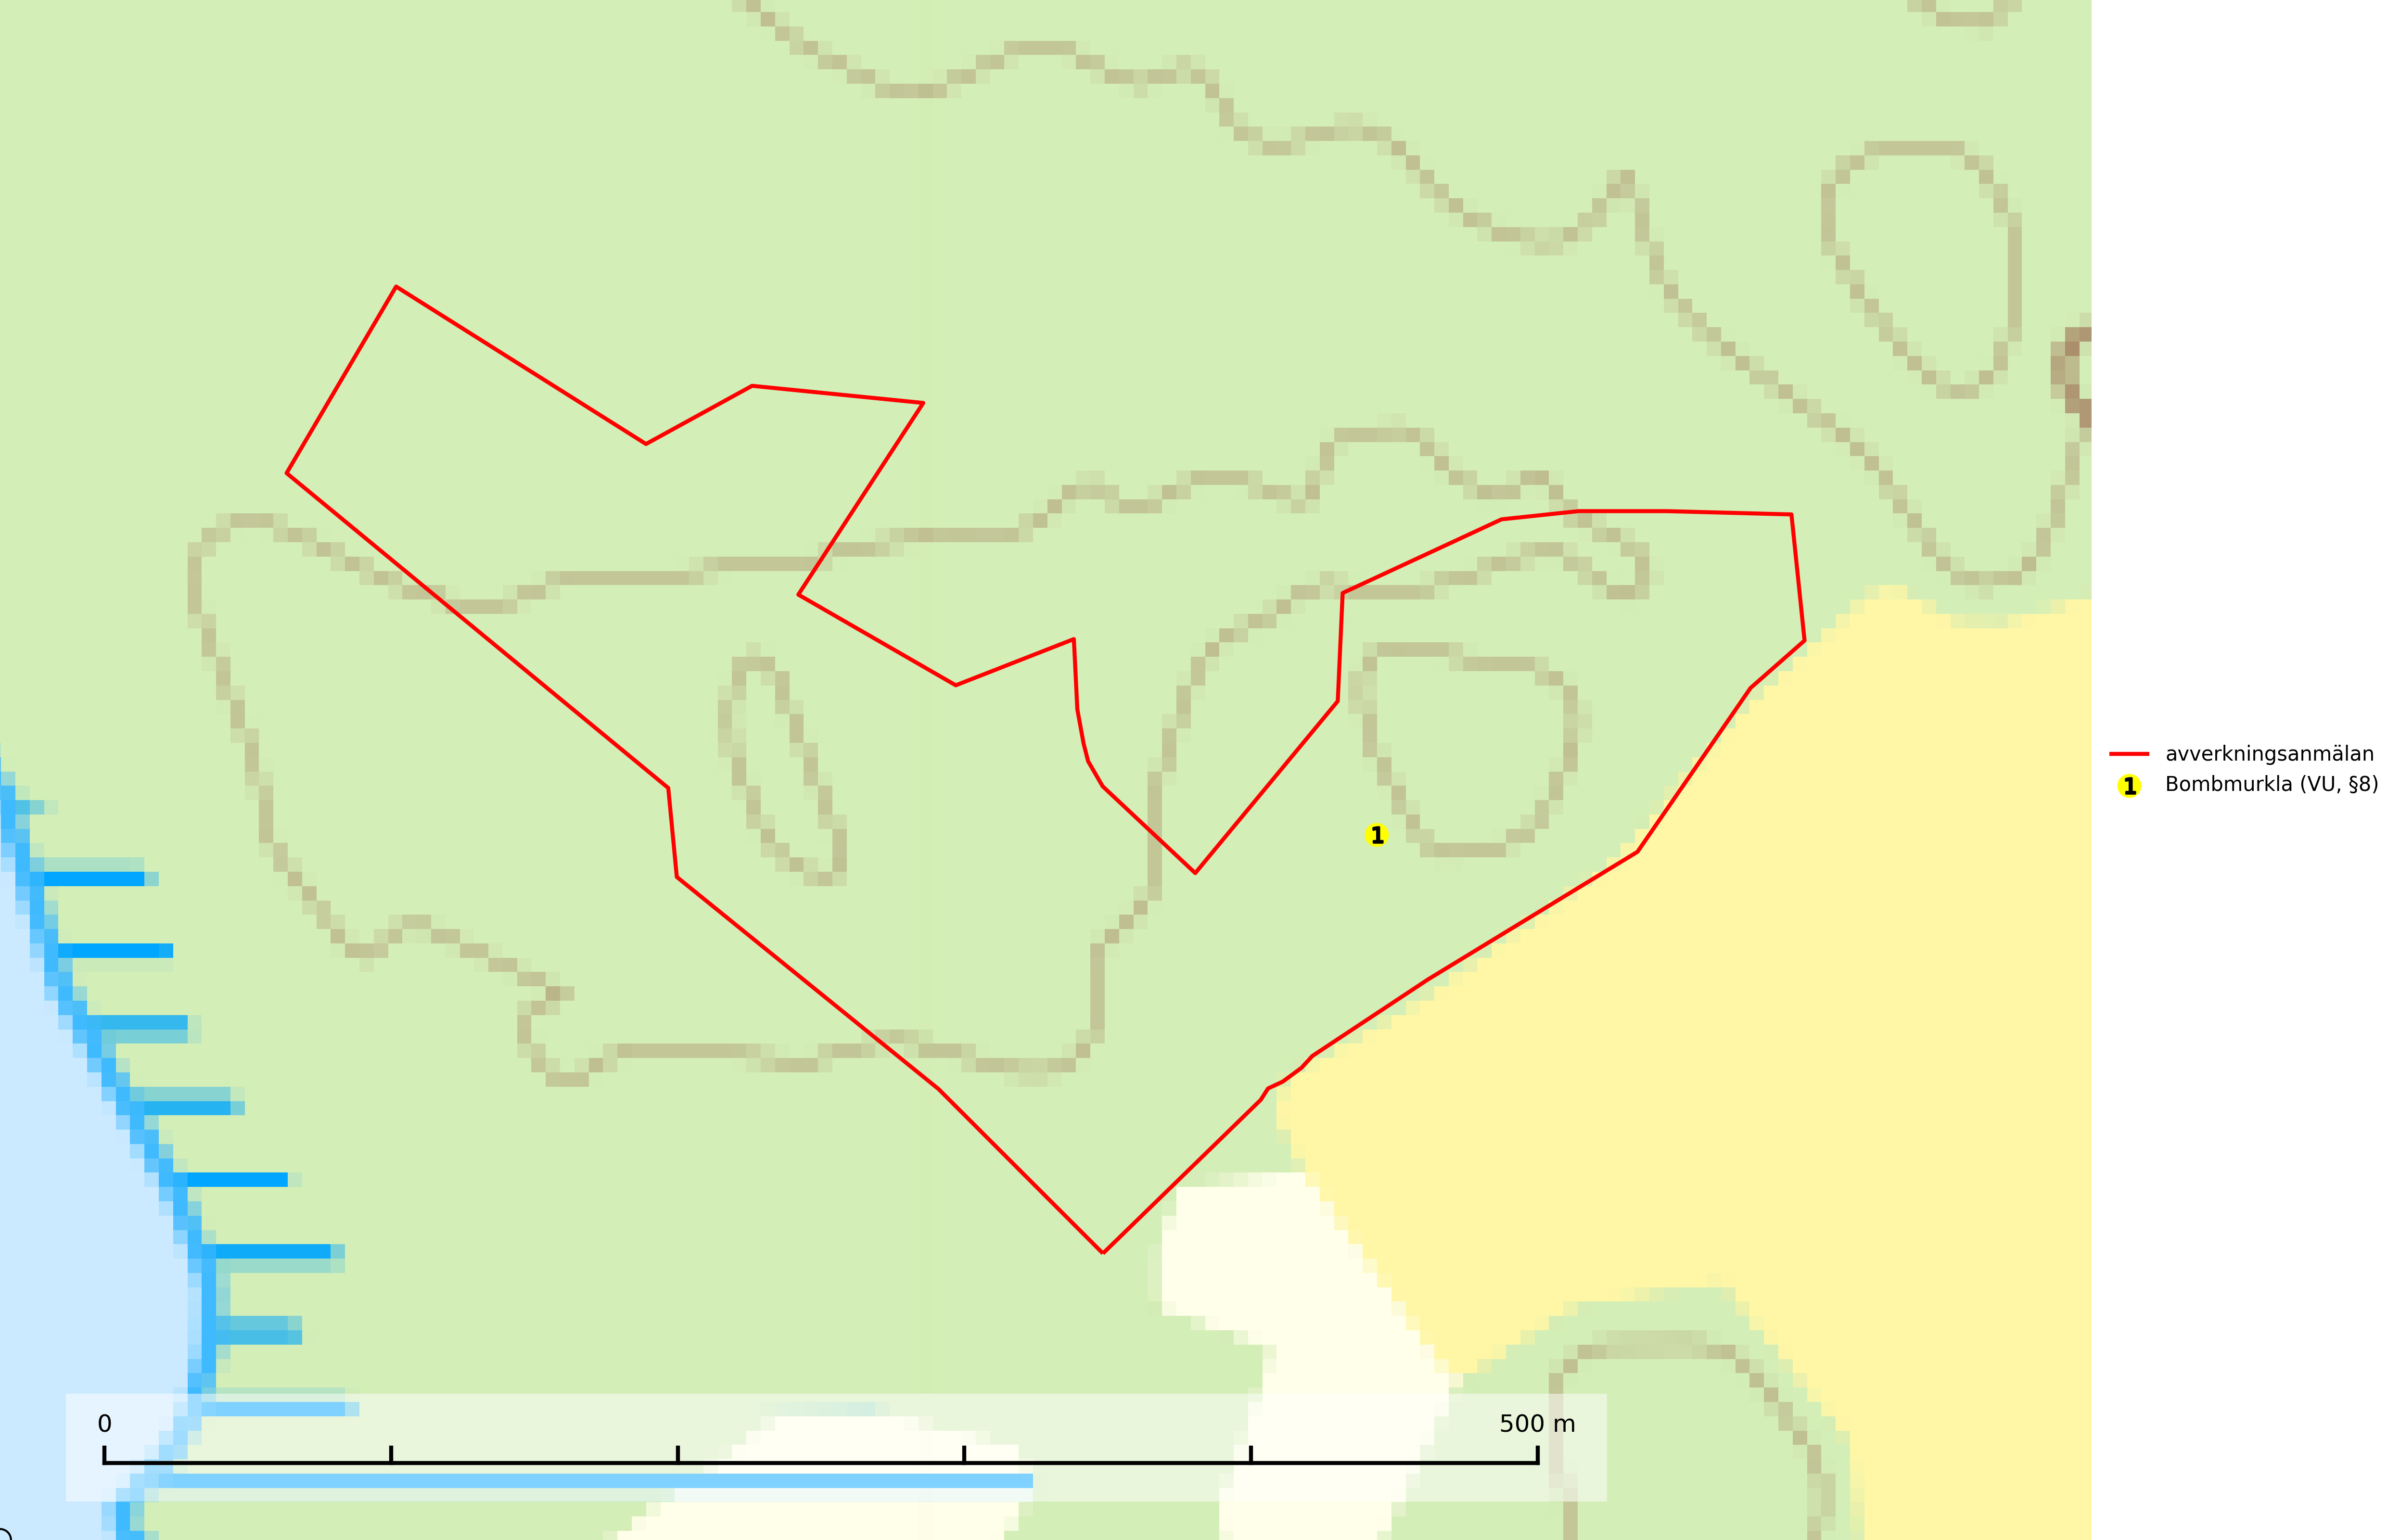 avverkningsanmälan
1 Bombmurkla (VU, §8)
1
0 500 m